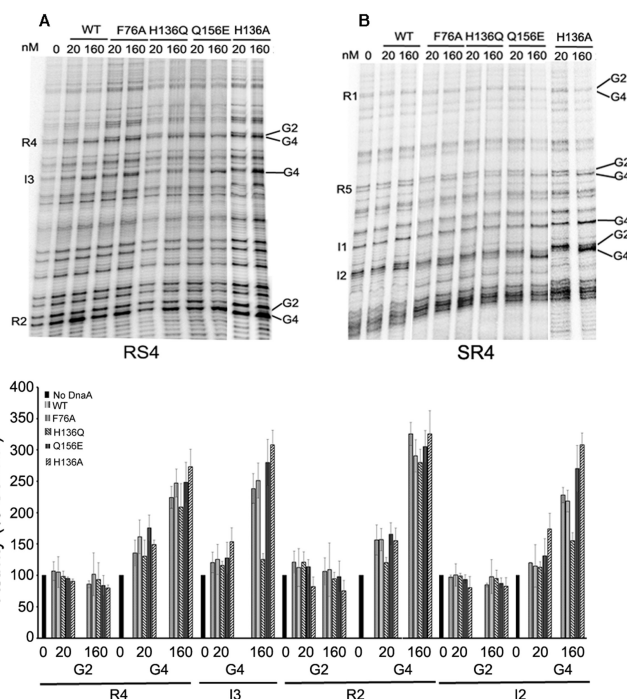 A
WT F76A H136Q Q156E H136A
nM 0 20 160 20 160 20 160 20 160 20 160
R4
I3
R2
G2
G4
G4
G2
G4
RS4
B
WT F76A H136Q Q156E H136A
nM 0 20 160 20 160 20 160 20 160 20 160
R1
R5
I1
I2
G2
G4
G2
G4
G4
G2
G4
SR4
400
350
300
250
200
150
100
50
0
No DnaA
WT
F76A
H136Q
Q156E
H136A
0 20 160 0 20 160 0 20 160 0 20 160 0 20 160 0 20 160 0 20 160
G2 G4 G4 G2 G4 G2 G4
R4 I3 R2 I2